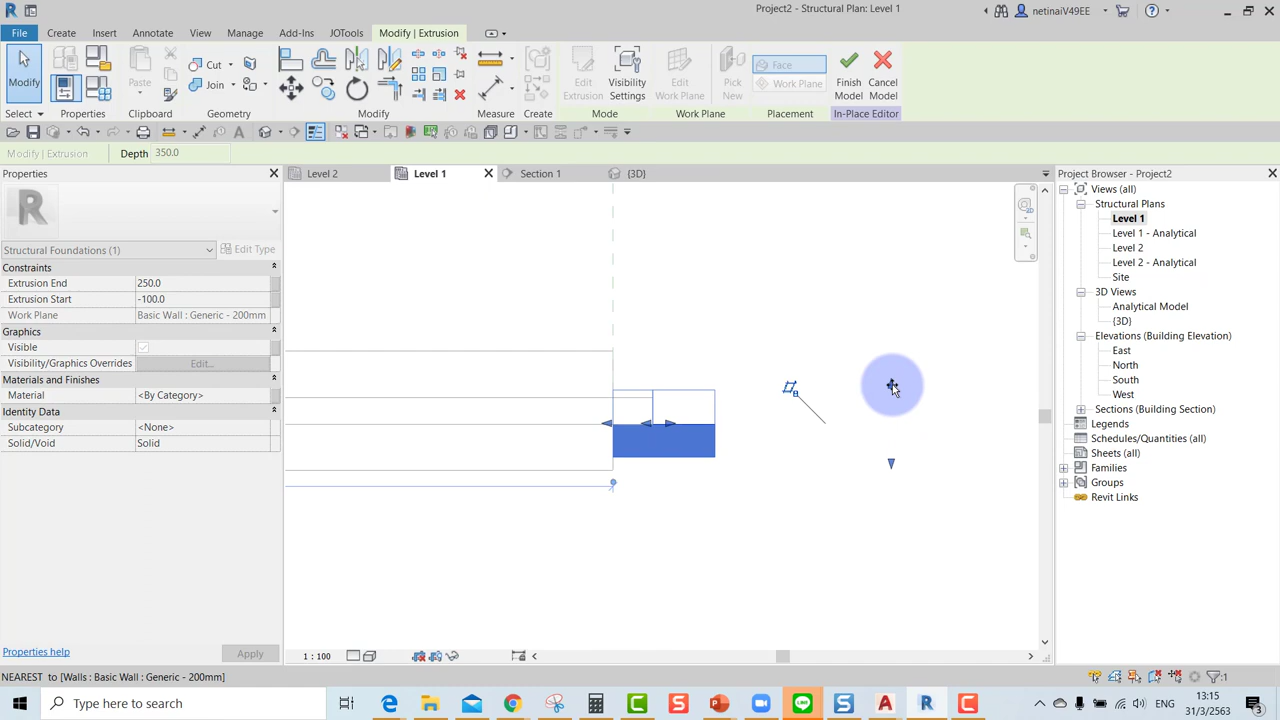 Project2 - Structural Plan: Level 1
netinaiV49EE
File Create Insert Annotate View Manage Add-Ins JOTools Modify | Extrusion
Modify
Paste
Cut
Join
Edit Extrusion
Visibility Settings
Edit Work Plane
Pick New
Face
Work Plane
Finish Model
Cancel Model
Select Properties Clipboard Geometry Modify Measure Create Mode Work Plane Placement In-Place Editor
Modify | Extrusion Depth 350.0
Properties
Level 2 Level 1 Section 1 {3D}
Project Browser - Project2
Structural Foundations (1) Edit Type
Constraints
Extrusion End 250.0
Extrusion Start -100.0
Work Plane Basic Wall : Generic - 200mm
Graphics
Visible
Visibility/Graphics Overrides Edit...
Materials and Finishes
Material <By Category>
Identity Data
Subcategory <None>
Solid/Void Solid
Properties help Apply
Views (all)
Structural Plans
Level 1
Level 1 - Analytical
Level 2
Level 2 - Analytical
Site
3D Views
Analytical Model
{3D}
Elevations (Building Elevation)
East
North
South
West
Sections (Building Section)
Legends
Schedules/Quantities (all)
Sheets (all)
Families
Groups
Revit Links
1 : 100
NEAREST to [Walls : Basic Wall : Generic - 200mm]
:1
Type here to search
ENG
13:15
31/3/2563
3